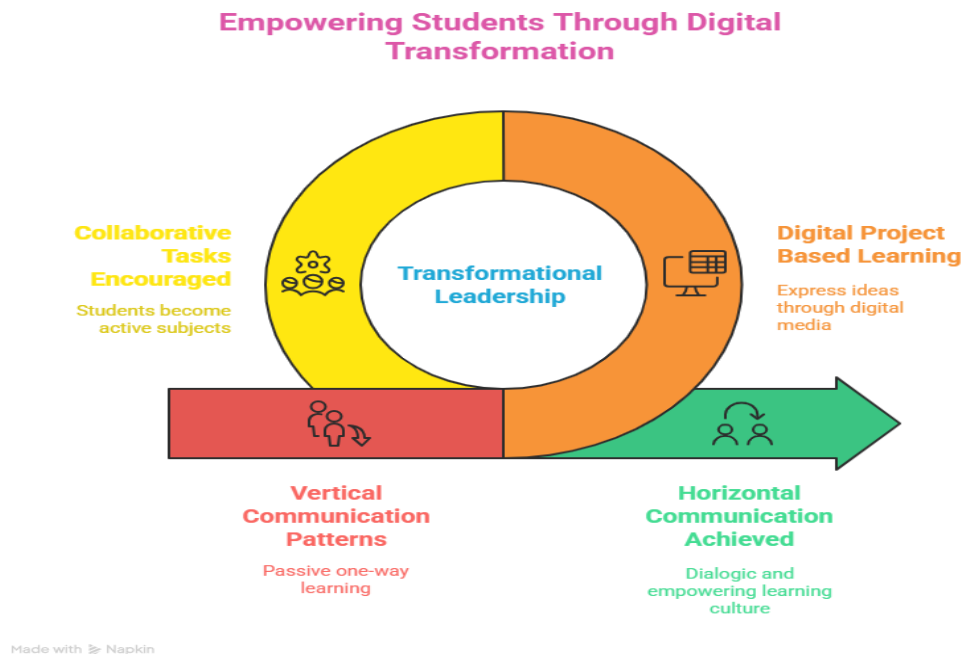 Empowering Students Through Digital
Transformation
Collaborative
Tasks
Encouraged
Students become
active subjects
Transformational
Leadership
Digital Project
Based Learning
Express ideas
through digital
media
Vertical
Communication
Patterns
Passive one-way
learning
Horizontal
Communication
Achieved
Dialogic and
empowering learning
culture
Made with Napkin